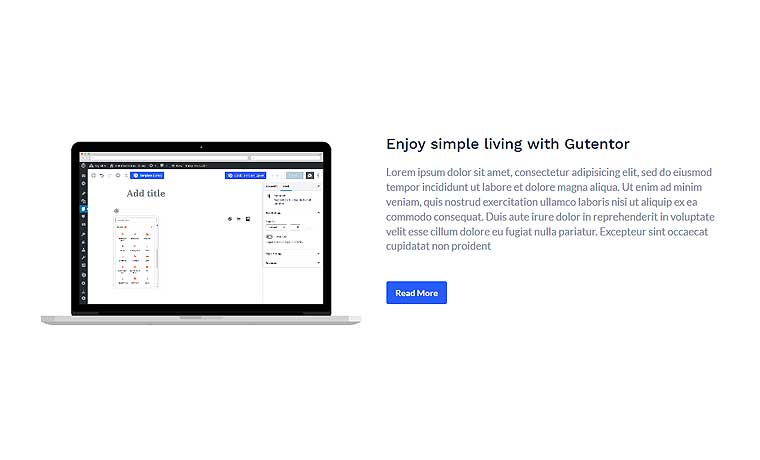 Add title
Enjoy simple living with Gutentor
Lorem ipsum dolor sit amet, consectetur adipisicing elit, sed do eiusmod
tempor incididunt ut labore et dolore magna aliqua. Ut enim ad minim
veniam, quis nostrud exercitation ullamco laboris nisi ut aliquip ex ea
commodo consequat. Duis aute irure dolor in reprehenderit in voluptate
velit esse cillum dolore eu fugiat nulla pariatur. Excepteur sint occaecat
cupidatat non proident
Read More